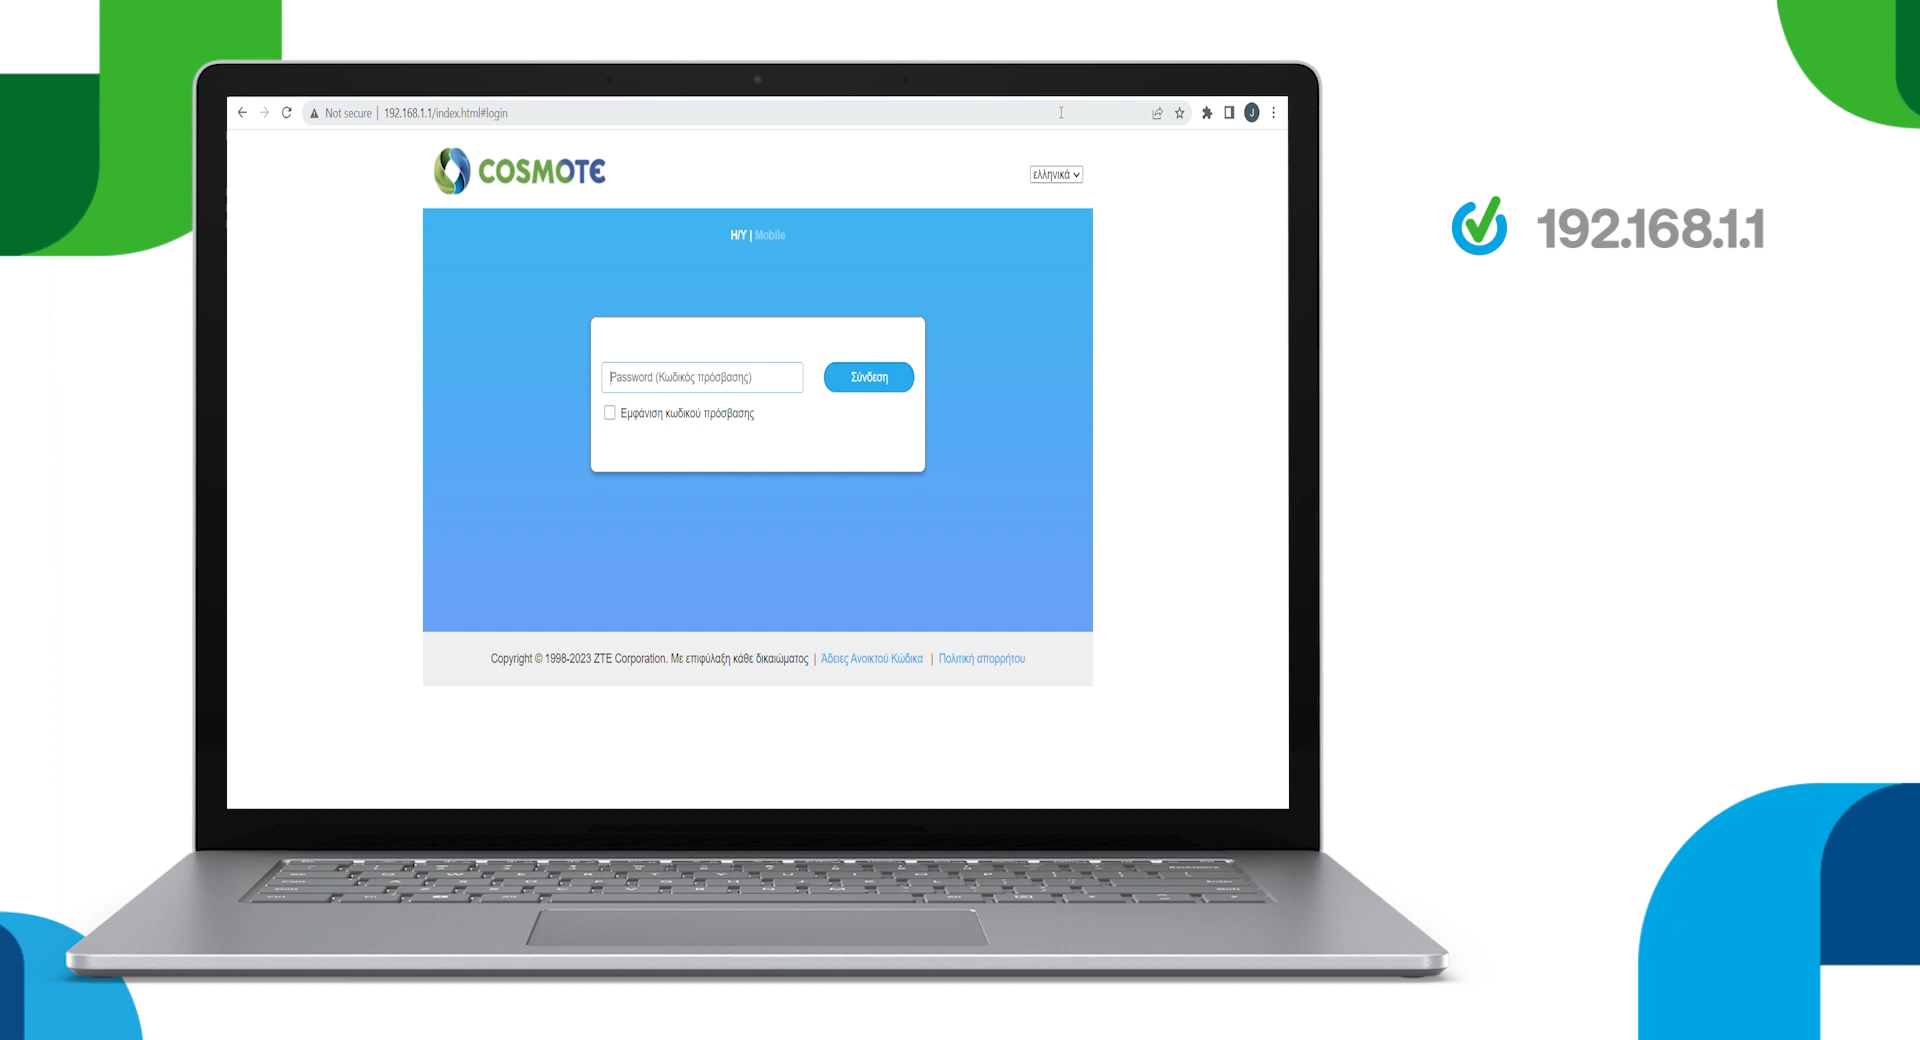 Not secure | 192.168.1.1/index.html#login
J
COSMOTE
ελληνικά
Η/Υ | Mobile
Password (Κωδικός πρόσβασης)
Σύνδεση
Εμφάνιση κωδικού πρόσβασης
Copyright © 1998-2023 ZTE Corporation. Με επιφύλαξη κάθε δικαιώματος | Άδειες Ανοικτού Κώδικα | Πολιτική απορρήτου
192.168.1.1